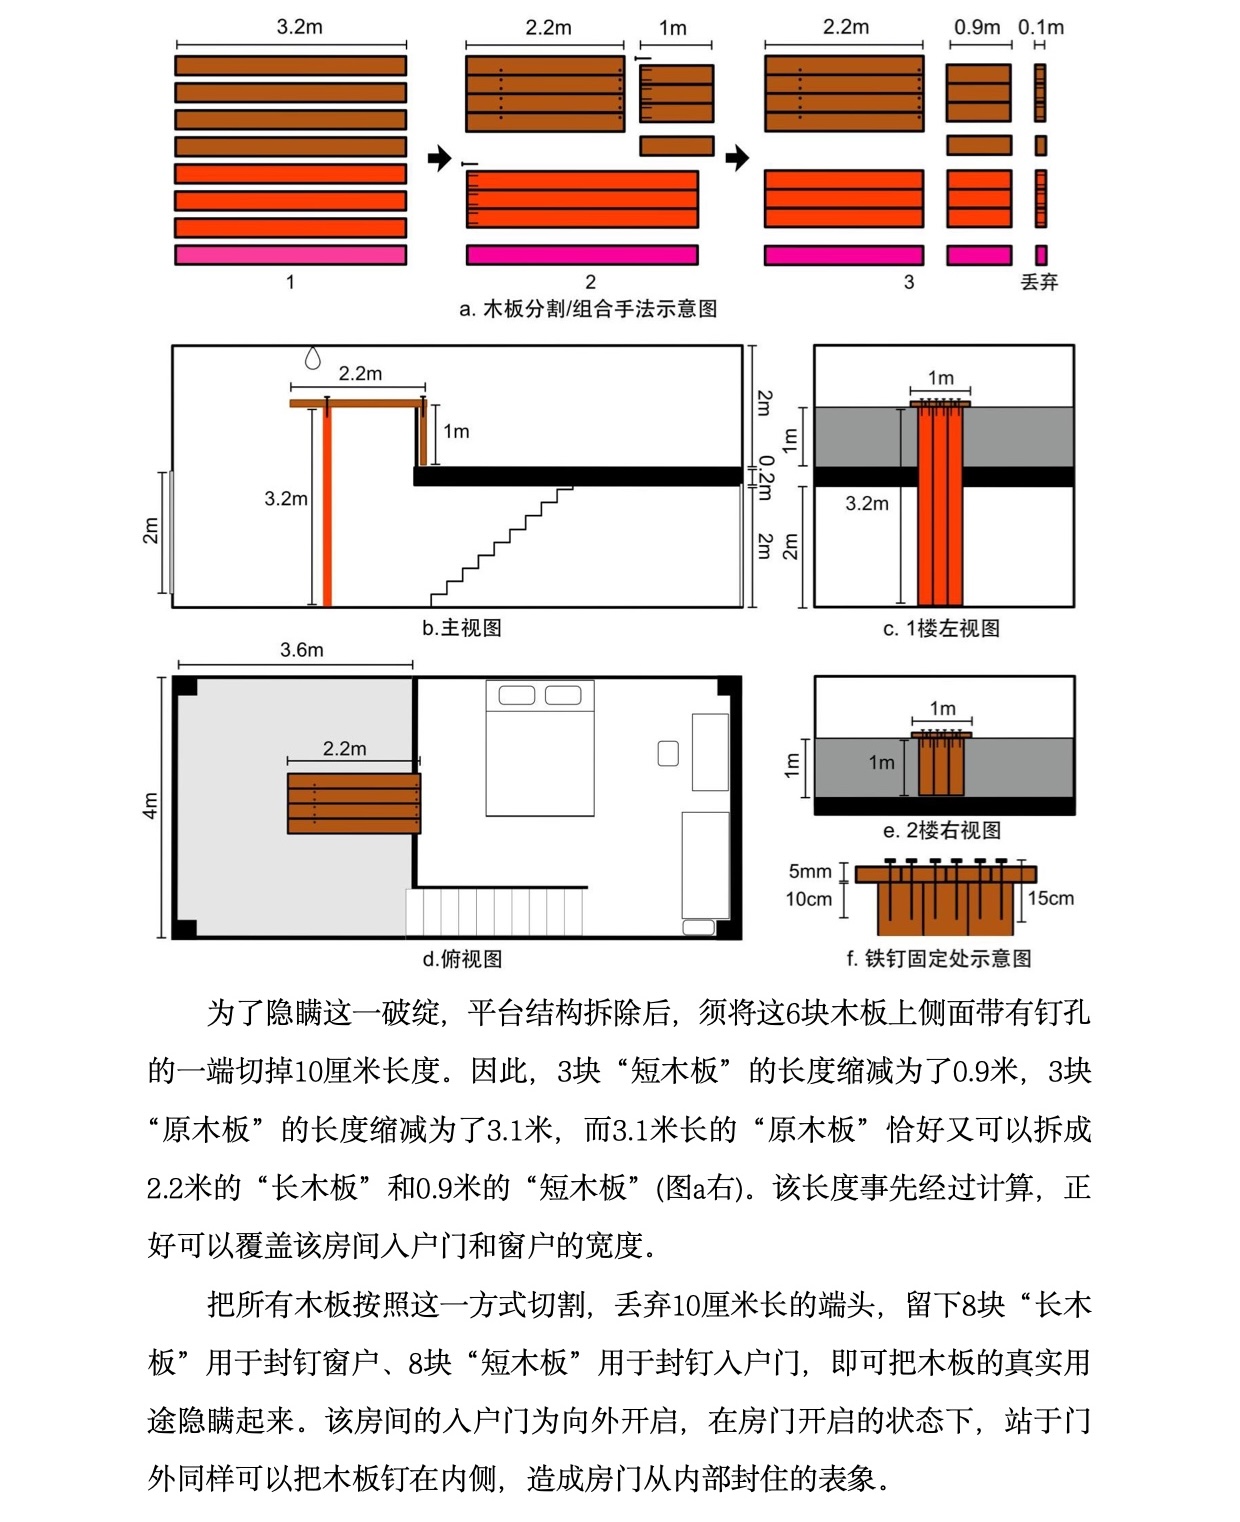 3.2m 2.2m 1m 2.2m 0.9m 0.1m
1 2 3 丢弃
a. 木板分割/组合手法示意图
2.2m
1m
3.2m
2m
2m
0.2m
2m
b.主视图
1m
1m
3.2m
2m
c. 1楼左视图
3.6m
2.2m
4m
d.俯视图
1m
1m
1m
e. 2楼右视图
5mm
10cm
15cm
f. 铁钉固定处示意图
为了隐瞒这一破绽，平台结构拆除后，须将这6块木板上侧面带有钉孔
的一端切掉10厘米长度。因此，3块“短木板”的长度缩减为了0.9米，3块
“原木板”的长度缩减为了3.1米，而3.1米长的“原木板”恰好又可以拆成
2.2米的“长木板”和0.9米的“短木板”(图a右)。该长度事先经过计算，正
好可以覆盖该房间入户门和窗户的宽度。
把所有木板按照这一方式切割，丢弃10厘米长的端头，留下8块“长木
板”用于封钉窗户、8块“短木板”用于封钉入户门，即可把木板的真实用
途隐瞒起来。该房间的入户门为向外开启，在房门开启的状态下，站于门
外同样可以把木板钉在内侧，造成房门从内部封住的表象。